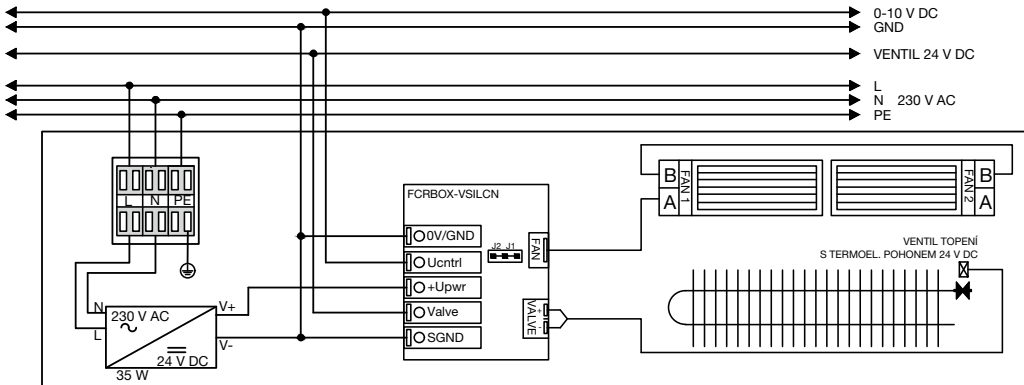 0-10 V DC
GND
VENTIL 24 V DC
L
N 230 V AC
PE
L N PE
FCRBOX-VSILCN
0V/GND
Ucntrl
+Upwr
Valve
SGND
J2 J1
FAN
VALVE
+
-
B
A
FAN 1
FAN 2
B
A
VENTIL TOPENÍ
S TERMOEL. POHONEM 24 V DC
N
L
230 V AC
24 V DC
V+
V-
35 W